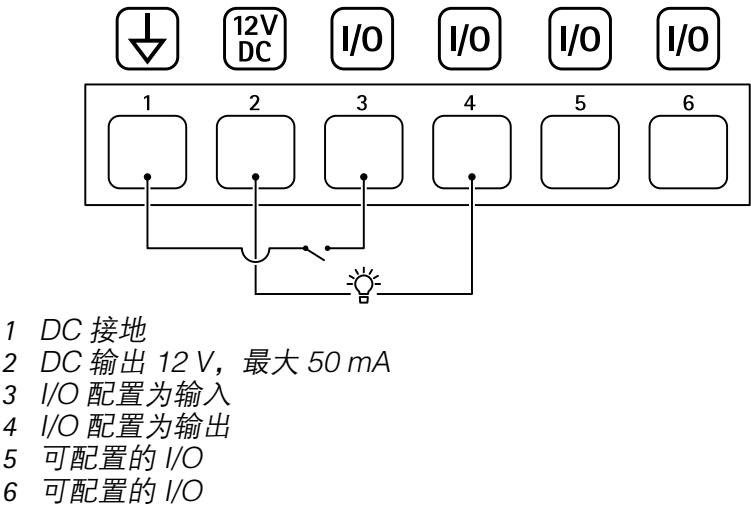 12V DC I/O I/O I/O I/O
1 2 3 4 5 6
1 DC 接地
2 DC 输出 12 V，最大 50 mA
3 I/O 配置为输入
4 I/O 配置为输出
5 可配置的 I/O
6 可配置的 I/O